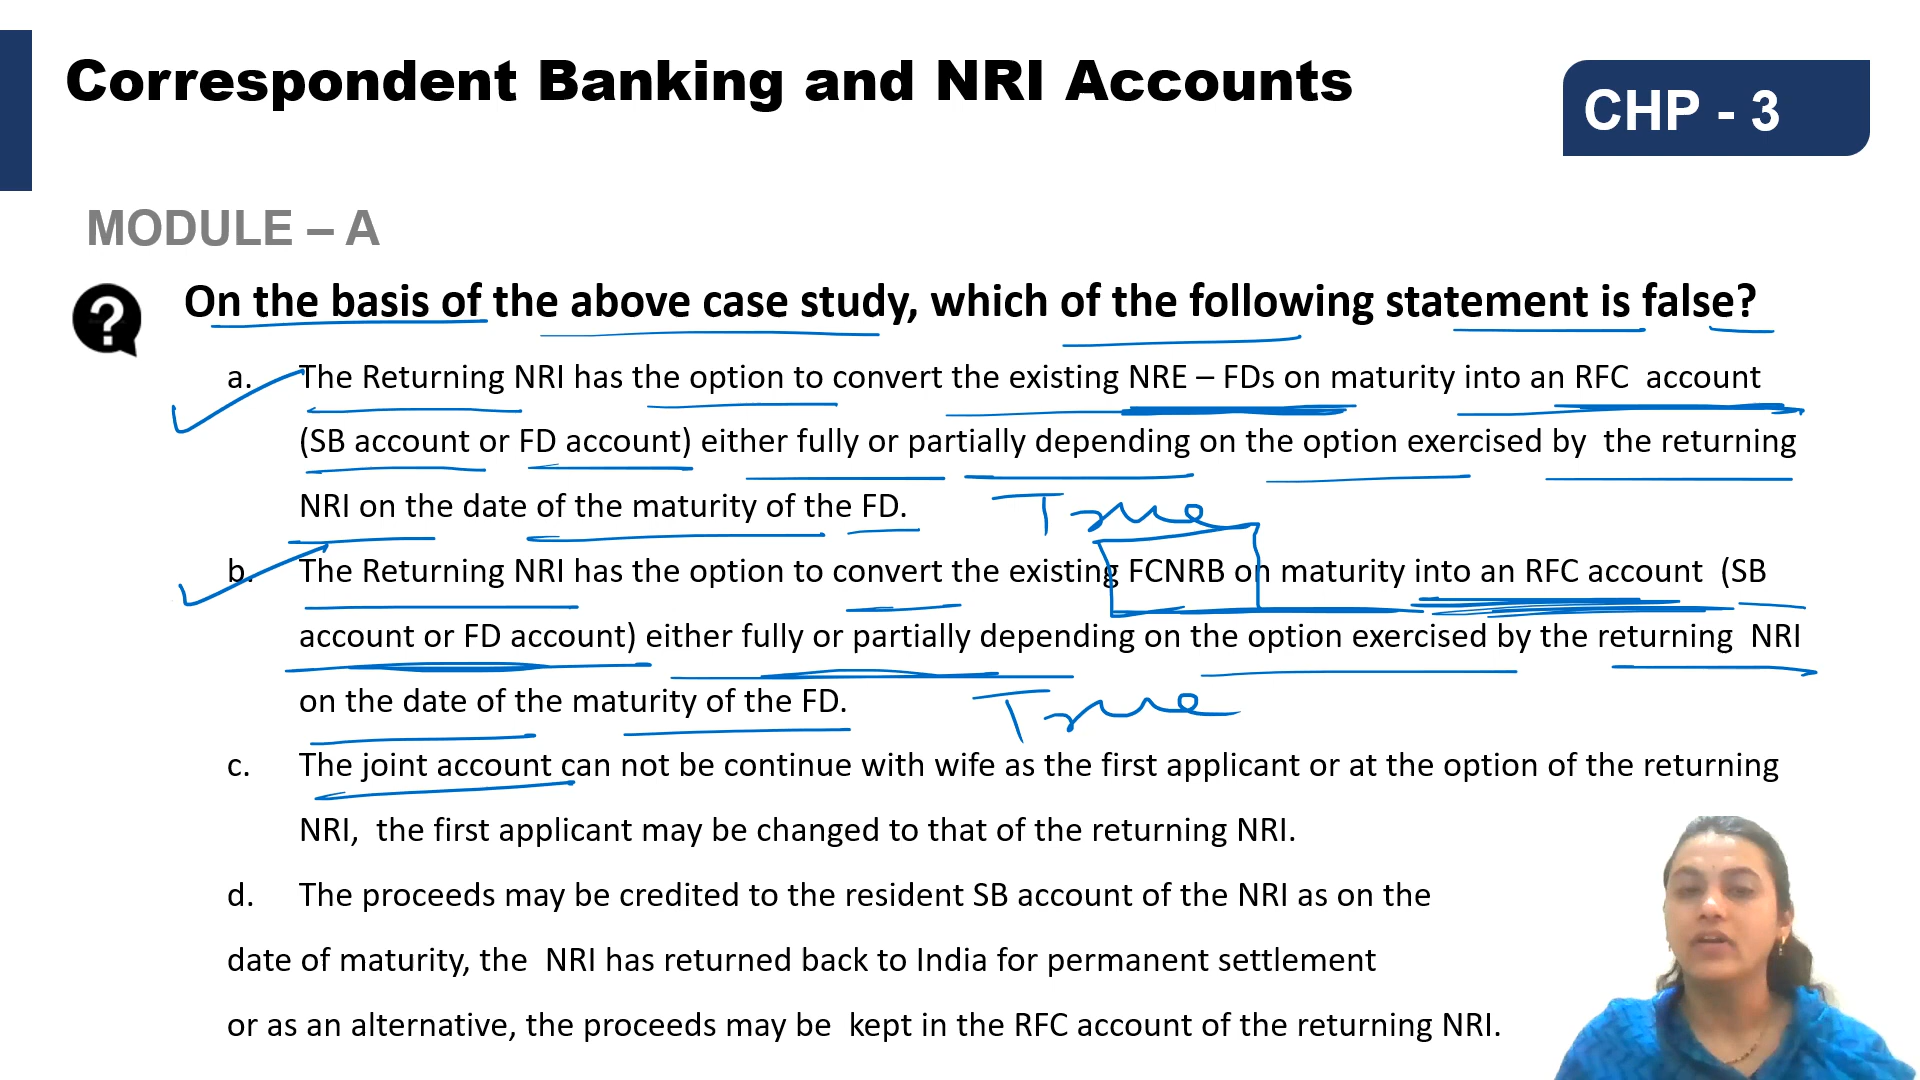 Correspondent Banking and NRI Accounts
CHP - 3
MODULE – A
On the basis of the above case study, which of the following statement is false?
a. The Returning NRI has the option to convert the existing NRE – FDs on maturity into an RFC account
(SB account or FD account) either fully or partially depending on the option exercised by the returning
NRI on the date of the maturity of the FD. True
b. The Returning NRI has the option to convert the existing FCNRB on maturity into an RFC account (SB
account or FD account) either fully or partially depending on the option exercised by the returning NRI
on the date of the maturity of the FD. True
c. The joint account can not be continue with wife as the first applicant or at the option of the returning
NRI, the first applicant may be changed to that of the returning NRI.
d. The proceeds may be credited to the resident SB account of the NRI as on the
date of maturity, the NRI has returned back to India for permanent settlement
or as an alternative, the proceeds may be kept in the RFC account of the returning NRI.